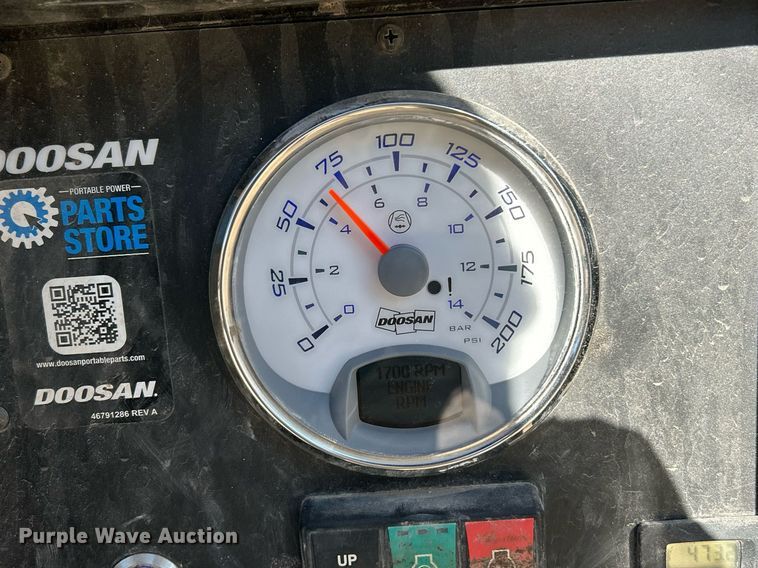 DOOSAN
PORTABLE POWER
PARTS
STORE
www.doosanportableparts.com
DOOSAN.
46791286 REV A
0
25
50
75
100
125
150
175
200
0
2
4
6
8
10
12
14
!
DOOSAN
BAR
PSI
1700 RPM
ENGINE
RPM
UP
Purple Wave Auction